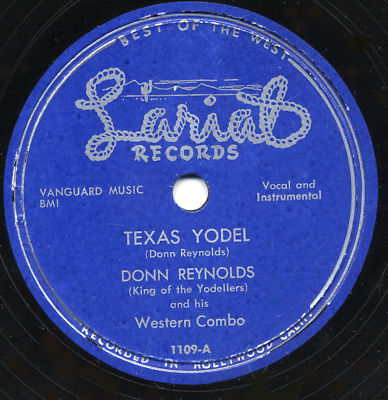 BEST OF THE WEST
Lariat
RECORDS
VANGUARD MUSIC
BMI
Vocal and
Instrumental
TEXAS YODEL
(Donn Reynolds)
DONN REYNOLDS
(King of the Yodellers)
and his
Western Combo
1109-A
RECORDED IN HOLLYWOOD CALIF.